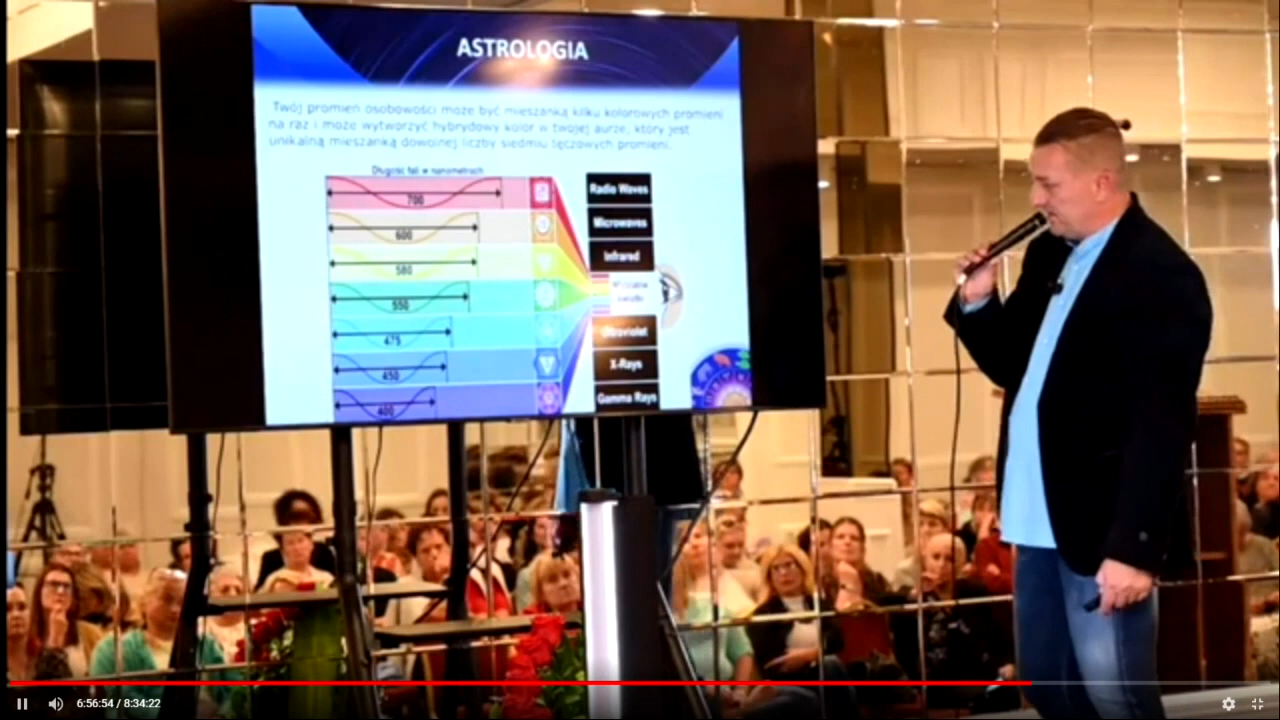 ASTROLOGIA
Twój promień osobowości może być mieszanką kilku kolorowych promieni
na raz i może wytworzyć hybrydowy kolor w twojej aurze, który jest
unikalną mieszanką dowolnej liczby siedmiu tęczowych promieni.
Długość fal w nanometrach
700
600
580
550
475
450
400
Radio Waves
Microwaves
Infrared
Ultraviolet
X-Rays
Gamma Rays
6:56:54 / 8:34:22